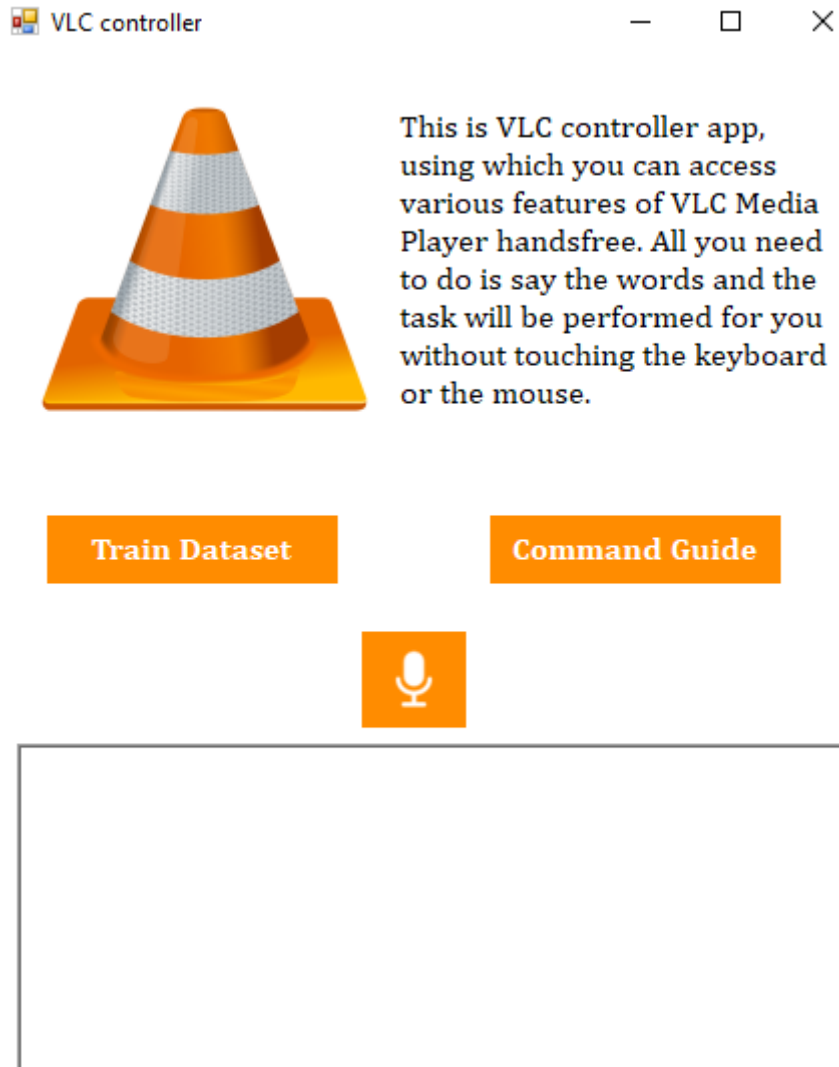 VLC controller
This is VLC controller app,
using which you can access
various features of VLC Media
Player handsfree. All you need
to do is say the words and the
task will be performed for you
without touching the keyboard
or the mouse.
Train Dataset
Command Guide